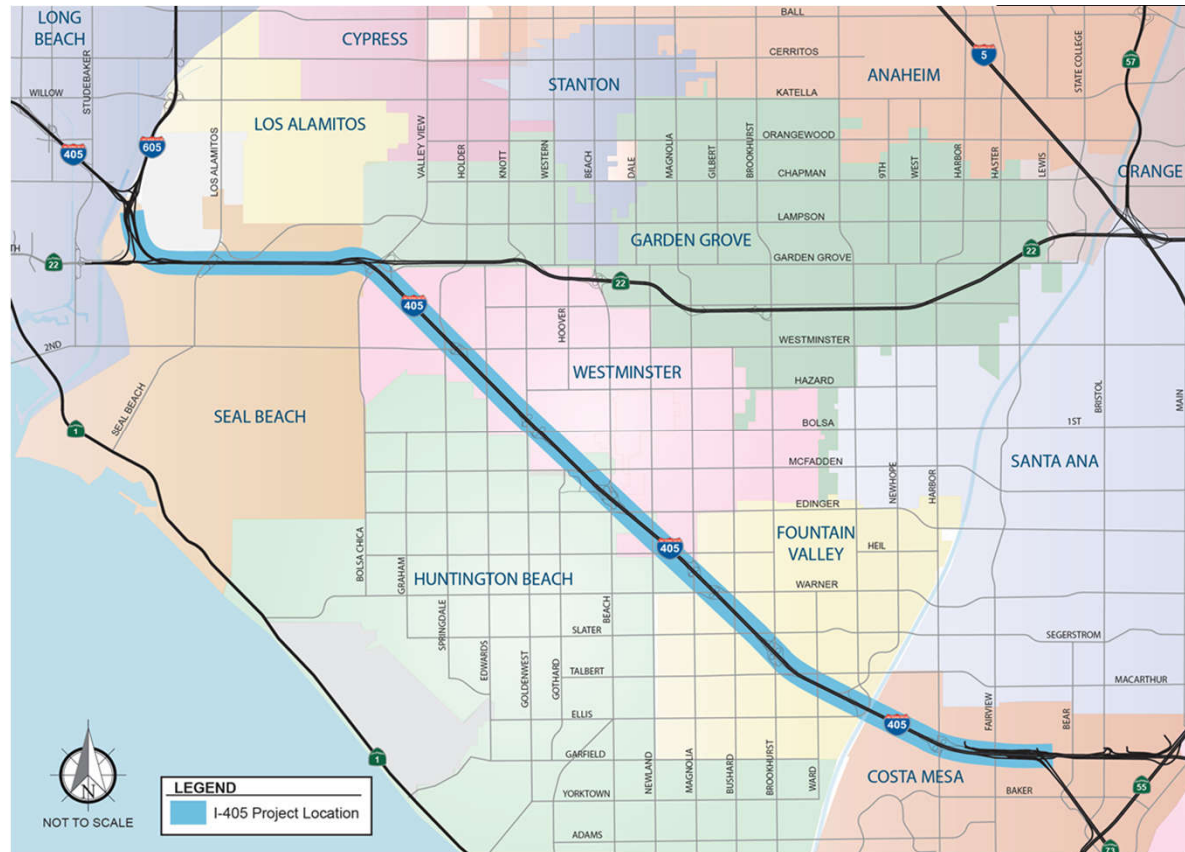 LONG
BEACH
CYPRESS
BALL
CERRITOS
STANTON
ANAHEIM
5
57
STATE COLLEGE
KATELLA
WILLOW
STUDEBAKER
405
605
LOS ALAMITOS
LOS ALAMITOS
VALLEY VIEW
HOLDER
KNOTT
WESTERN
BEACH
DALE
MAGNOLIA
GILBERT
BROOKHURST
ORANGEWOOD
CHAPMAN
9TH
WEST
HARBOR
HASTER
LEWIS
ORANGE
LAMPSON
GARDEN GROVE
GARDEN GROVE
TH
22
22
22
405
HOOVER
WESTMINSTER
2ND
WESTMINSTER
HAZARD
SEAL BEACH
SEAL BEACH
1
BOLSA
1ST
BRISTOL
MAIN
MCFADDEN
SANTA ANA
NEWHOPE
HARBOR
EDINGER
FOUNTAIN
VALLEY
HEIL
405
BOLSA CHICA
GRAHAM
HUNTINGTON BEACH
WARNER
SPRINGDALE
EDWARDS
GOLDENWEST
GOTHARD
BEACH
SLATER
SEGERSTROM
TALBERT
MACARTHUR
ELLIS
405
FAIRVIEW
BEAR
GARFIELD
1
NEWLAND
MAGNOLIA
BUSHARD
BROOKHURST
WARD
COSTA MESA
BAKER
55
YORKTOWN
ADAMS
73
N
NOT TO SCALE
LEGEND
I-405 Project Location